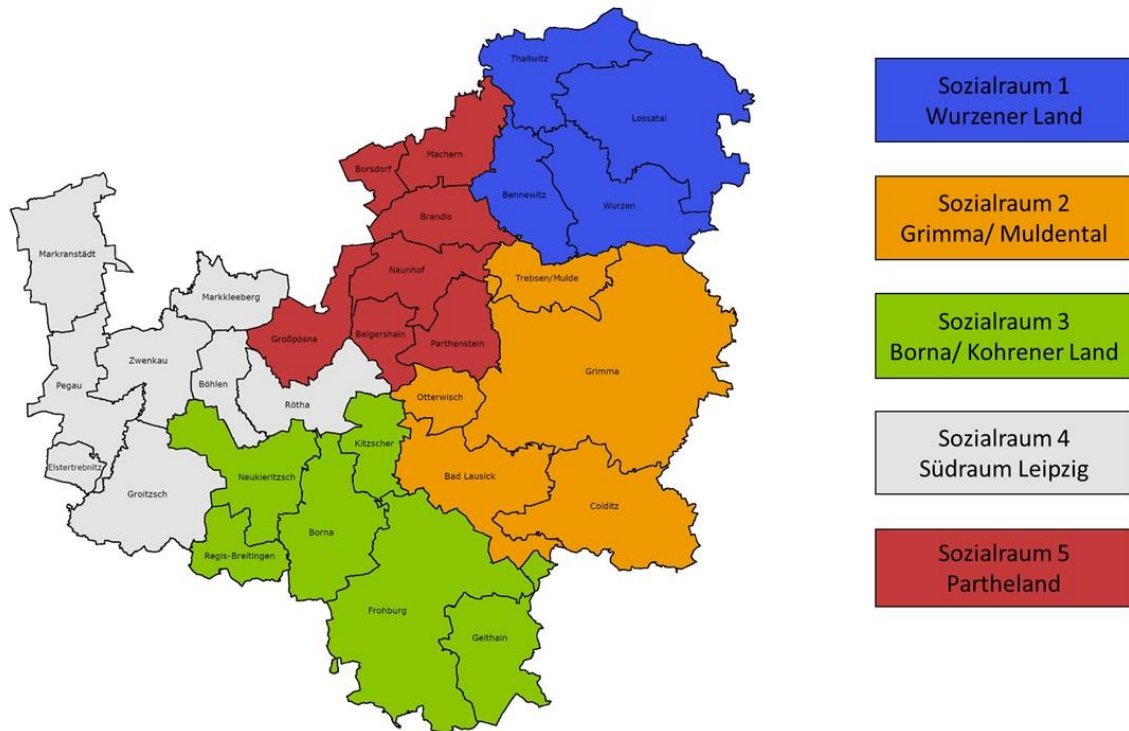 Thallwitz
Lossatal
Machern
Borsdorf
Bennewitz
Wurzen
Brandis
Markranstädt
Naunhof
Trebsen/Mulde
Markkleeberg
Großpösna
Belgershain
Parthenstein
Zwenkau
Grimma
Pegau
Böhlen
Otterwisch
Rötha
Kitzscher
Elstertrebnitz
Neukieritzsch
Bad Lausick
Groitzsch
Colditz
Borna
Regis-Breitingen
Frohburg
Geithain
Sozialraum 1
Wurzener Land
Sozialraum 2
Grimma/ Muldental
Sozialraum 3
Borna/ Kohrener Land
Sozialraum 4
Südraum Leipzig
Sozialraum 5
Partheland